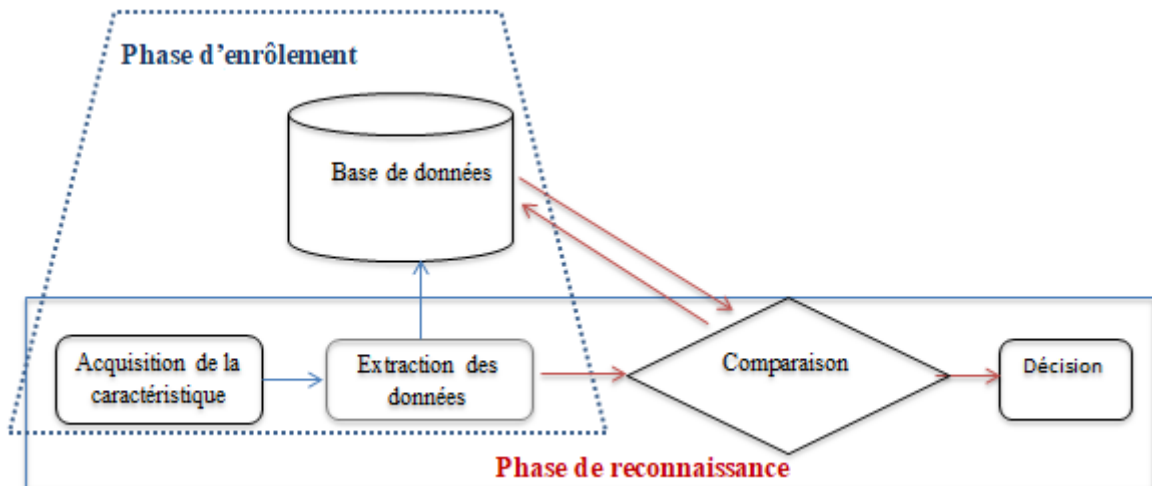 Phase d’enrôlement
Base de données
Acquisition de la
caractéristique
Extraction des
données
Comparaison
Décision
Phase de reconnaissance